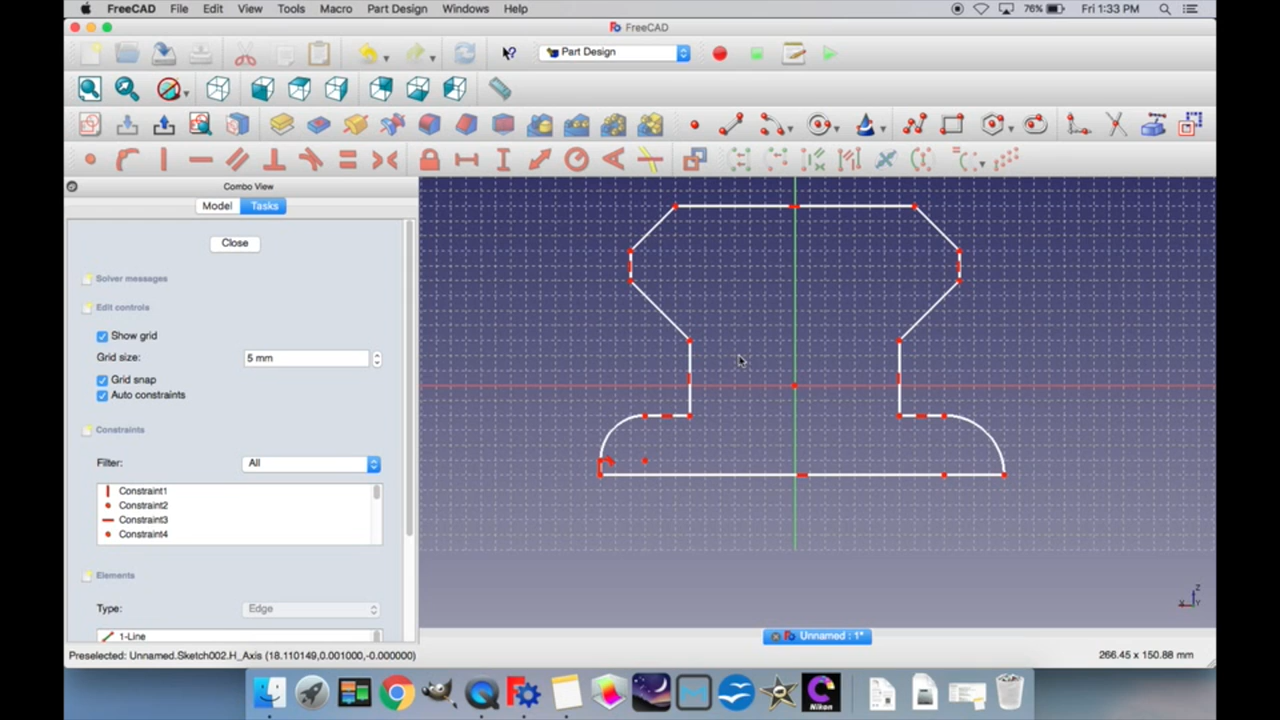 FreeCAD File Edit View Tools Macro Part Design Windows Help 76% Fri 1:33 PM
FreeCAD
Part Design
Combo View
Model Tasks
Close
Solver messages
Edit controls
Show grid
Grid size: 5 mm
Grid snap
Auto constraints
Constraints
Filter: All
Constraint1
Constraint2
Constraint3
Constraint4
Elements
Type: Edge
1-Line
Z
X Y
Unnamed : 1*
Preselected: Unnamed.Sketch002.H_Axis (18.110149,0.001000,-0.000000) 266.45 x 150.88 mm
Nikon